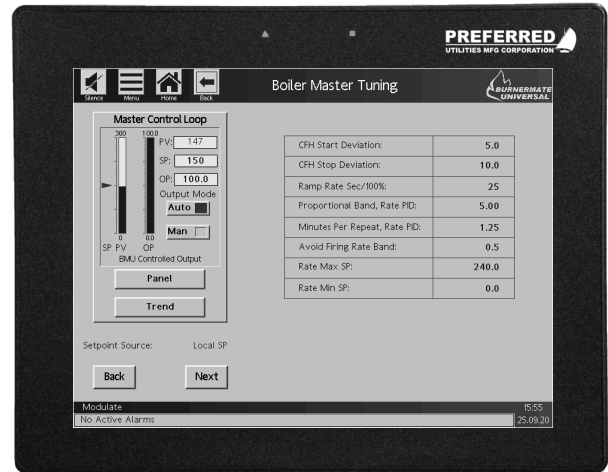 PREFERRED
UTILITIES MFG CORPORATION
Silence Menu Home Back
Boiler Master Tuning
BURNERMATE
UNIVERSAL
Master Control Loop
300 100.0
PV: 147
SP: 150
OP: 100.0
Output Mode
Auto
Man
0 0.0
SP PV OP
BMU Controlled Output
Panel
Trend
CFH Start Deviation: 5.0
CFH Stop Deviation: 10.0
Ramp Rate Sec/100%: 25
Proportional Band, Rate PID: 5.00
Minutes Per Repeat, Rate PID: 1.25
Avoid Firing Rate Band: 0.5
Rate Max SP: 240.0
Rate Min SP: 0.0
Setpoint Source: Local SP
Back Next
Modulate 15:55
No Active Alarms 25.09.20